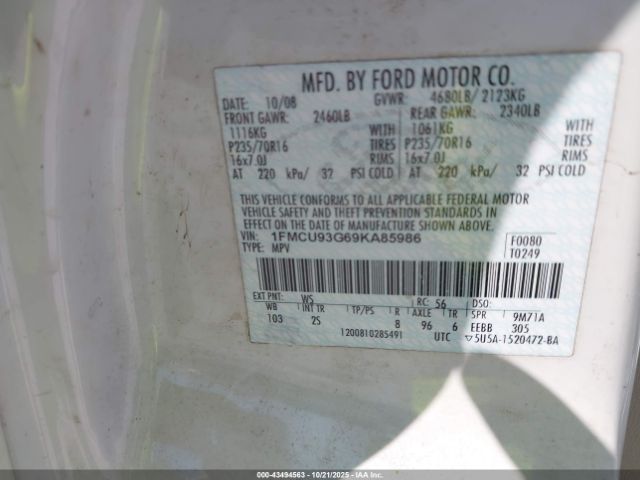 MFD. BY FORD MOTOR CO.
DATE: 10/08 GVWR: 4680LB/ 2123KG
FRONT GAWR: 2460LB REAR GAWR: 2340LB
1116KG WITH 1061KG WITH
P235/70R16 TIRES P235/70R16 TIRES
16x7.0J RIMS 16x7.0J RIMS
AT 220 kPa/ 32 PSI COLD AT 220 kPa/ 32 PSI COLD
THIS VEHICLE CONFORMS TO ALL APPLICABLE FEDERAL MOTOR
VEHICLE SAFETY AND THEFT PREVENTION STANDARDS IN
EFFECT ON THE DATE OF MANUFACTURE SHOWN ABOVE.
VIN: 1FMCU93G69KA85986 F0080
TYPE: MPV T0249
EXT PNT: WS RC: 56 DSO:
WB INT TR TP/PS R AXLE TR SPR 9M71A
103 2S 8 96 6 EEBB 305
1200810285491 UTC ▽5U5A-1520472-BA
000-43494563 - 10/21/2025 - IAAI.COM